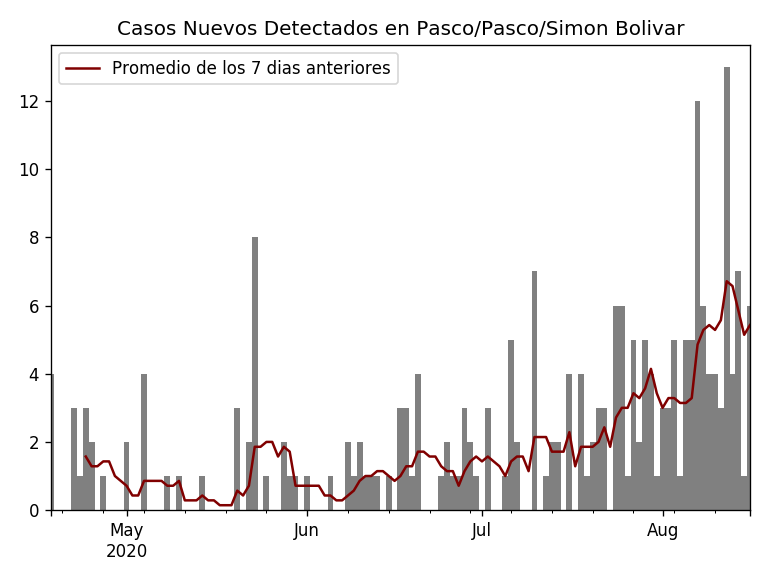 Casos Nuevos Detectados en Pasco/Pasco/Simon Bolivar
Promedio de los 7 dias anteriores
12
10
8
6
4
2
0
May
2020
Jun
Jul
Aug